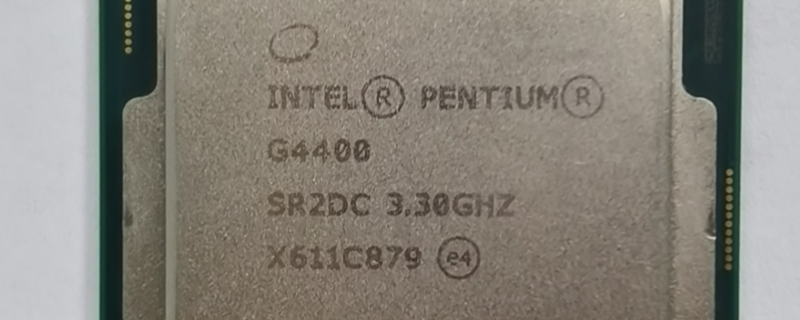 INTEL® PENTIUM®
G4400
SR2DC 3.30GHZ
X611C879 e4